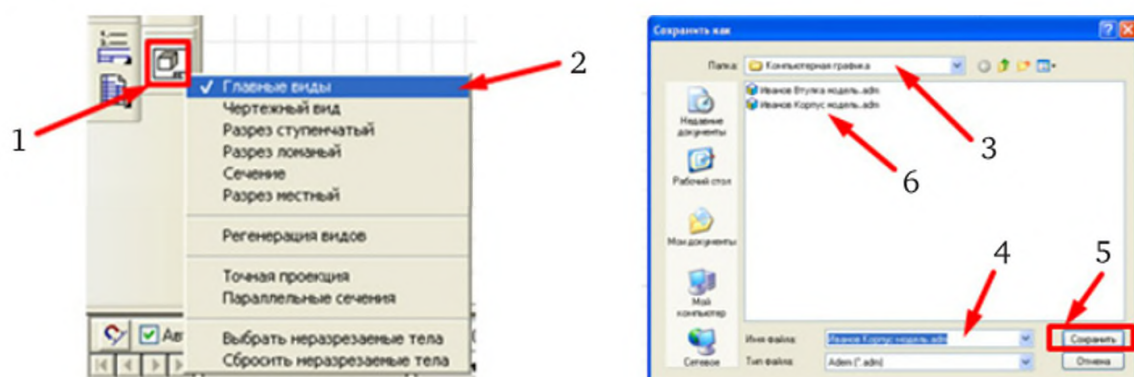 1
2
Главные виды
Чертежный вид
Разрез ступенчатый
Разрез ломаный
Сечение
Разрез местный
Регенерация видов
Точная проекция
Параллельные сечения
Выбрать неразрезаемые тела
Сбросить неразрезаемые тела
Ав
Сохранить как
Папка:
Компьютерная графика
Иванов Втулка модель.adm
Иванов Корпус модель.adm
3
6
Недавние документы
Рабочий стол
Мои документы
Мой компьютер
Сетевое
4
5
Имя файла:
Иванов Корпус модель.adm
Сохранить
Тип файла:
Adem (*.adm)
Отмена